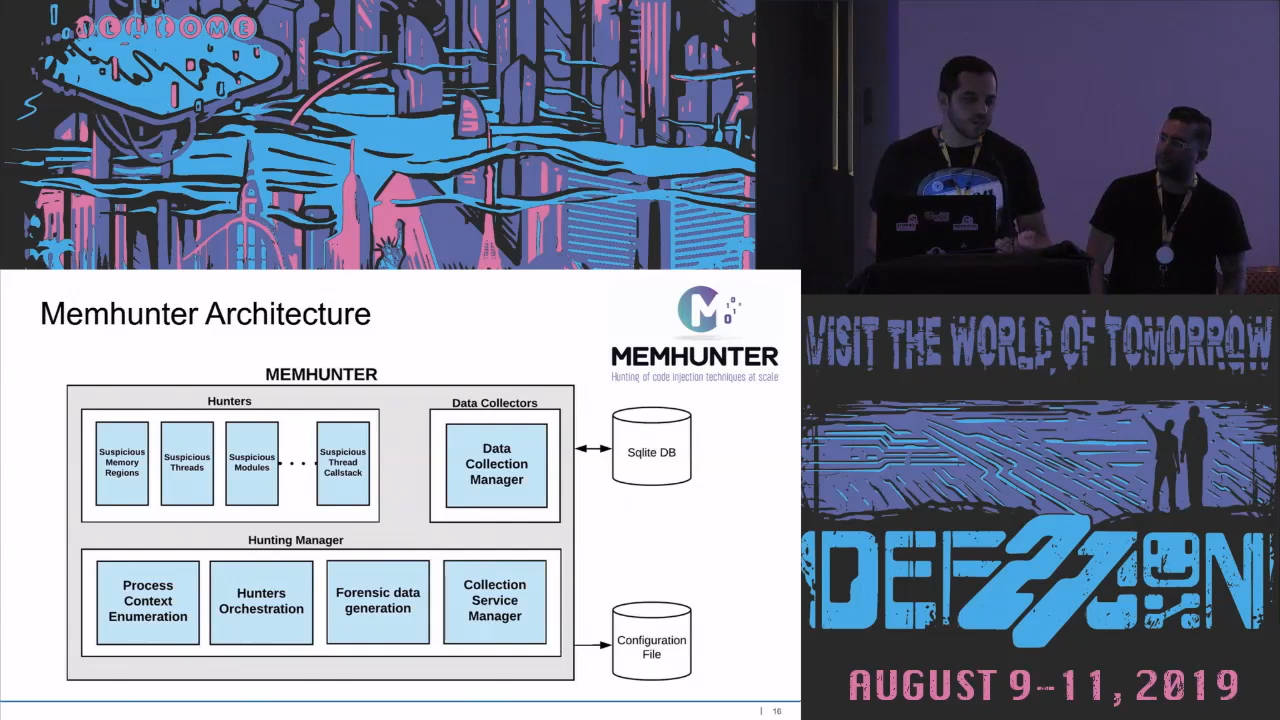 WELCOME
Memhunter Architecture
M
MEMHUNTER
Hunting of code injection techniques at scale
MEMHUNTER
Hunters
Suspicious
Memory
Regions
Suspicious
Threads
Suspicious
Modules
Suspicious
Thread
Callstack
Data Collectors
Data
Collection
Manager
Sqlite DB
Hunting Manager
Process
Context
Enumeration
Hunters
Orchestration
Forensic data
generation
Collection
Service
Manager
Configuration
File
16
VISIT THE WORLD OF TOMORROW
DEF27CON
AUGUST 9-11, 2019